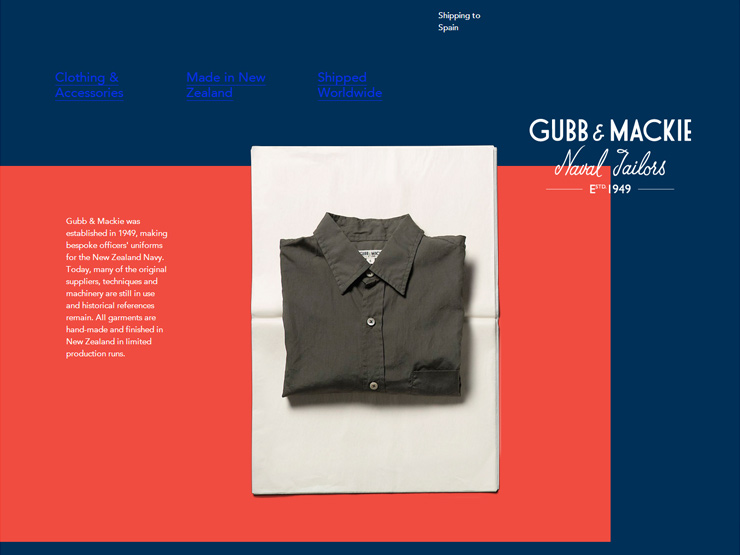 Shipping to
Spain
Clothing &
Accessories
Made in New
Zealand
Shipped
Worldwide
GUBB & MACKIE
Naval Tailors
ESTD. 1949
Gubb & Mackie was
established in 1949, making
bespoke officers' uniforms
for the New Zealand Navy.
Today, many of the original
suppliers, techniques and
machinery are still in use
and historical references
remain. All garments are
hand-made and finished in
New Zealand in limited
production runs.